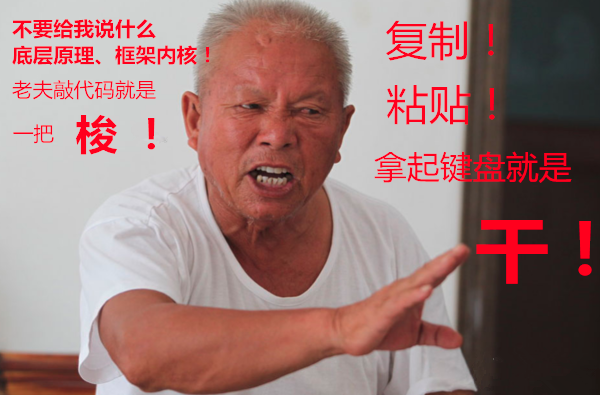 不要给我说什么
底层原理、框架内核！
老夫敲代码就是
一把 梭！
复制！
粘贴！
拿起键盘就是
干！